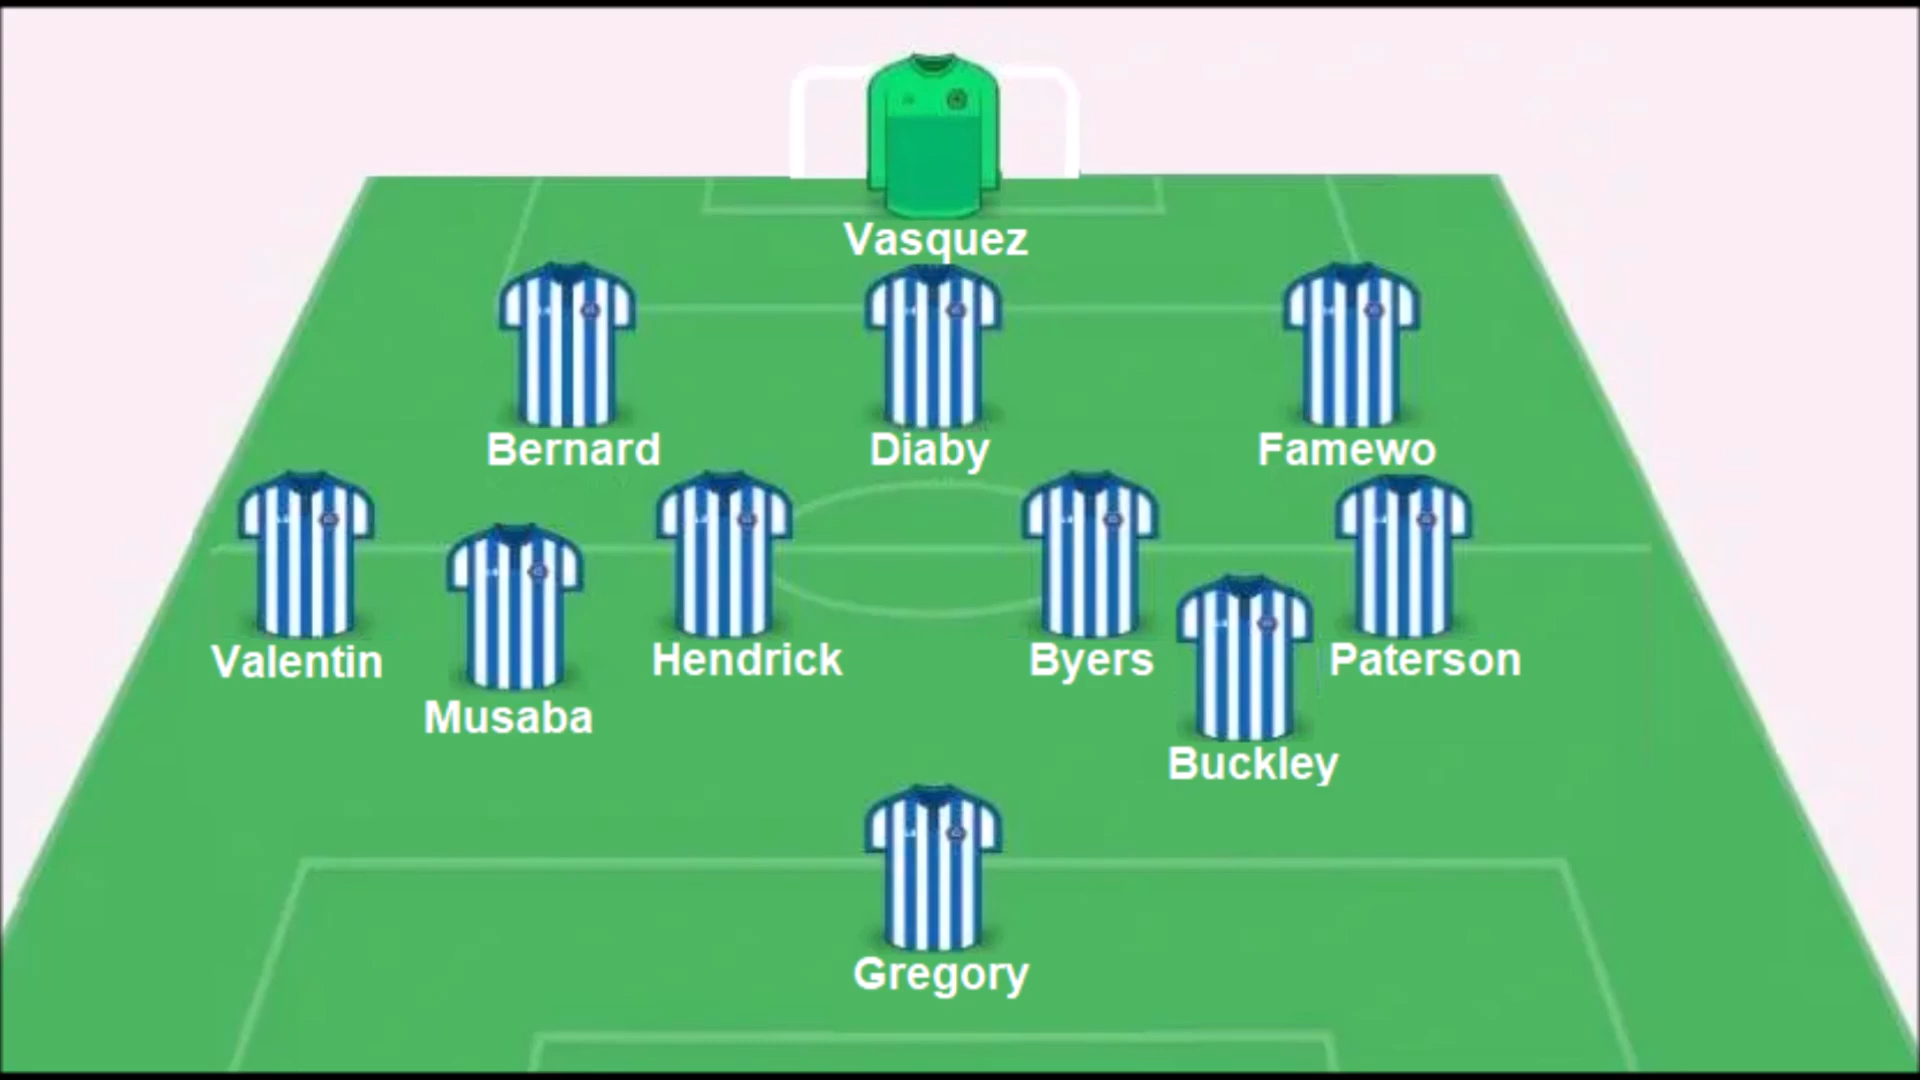 Vasquez
Bernard
Diaby
Famewo
Valentin
Musaba
Hendrick
Byers
Buckley
Paterson
Gregory